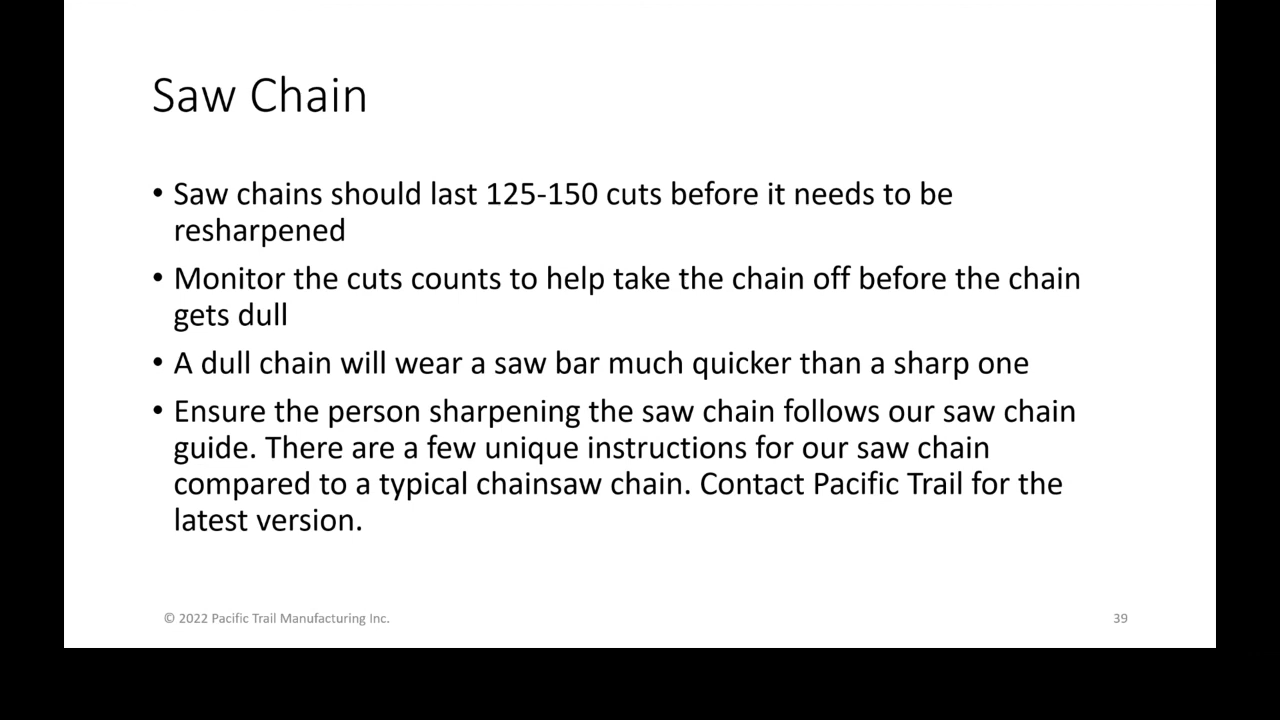 Saw Chain
• Saw chains should last 125-150 cuts before it needs to be
resharpened
• Monitor the cuts counts to help take the chain off before the chain
gets dull
• A dull chain will wear a saw bar much quicker than a sharp one
• Ensure the person sharpening the saw chain follows our saw chain
guide. There are a few unique instructions for our saw chain
compared to a typical chainsaw chain. Contact Pacific Trail for the
latest version.
© 2022 Pacific Trail Manufacturing Inc.
39